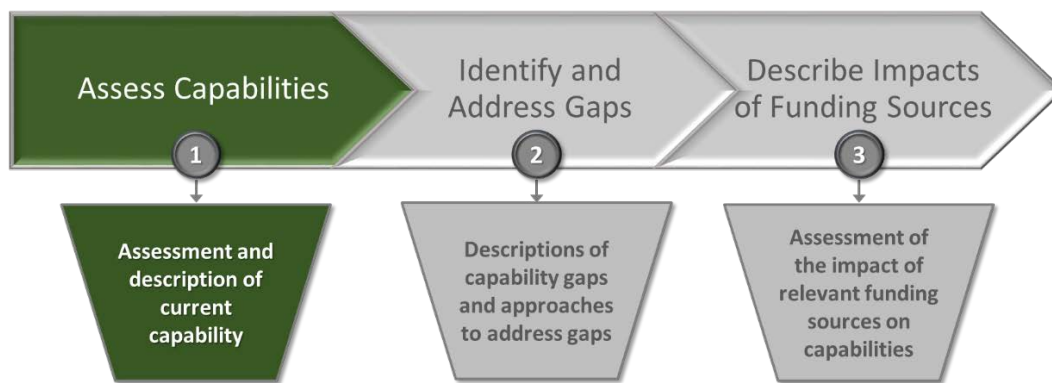 Assess Capabilities
Identify and
Address Gaps
Describe Impacts
of Funding Sources
1
2
3
Assessment and
description of
current
capability
Descriptions of
capability gaps
and approaches
to address gaps
Assessment of
the impact of
relevant funding
sources on
capabilities